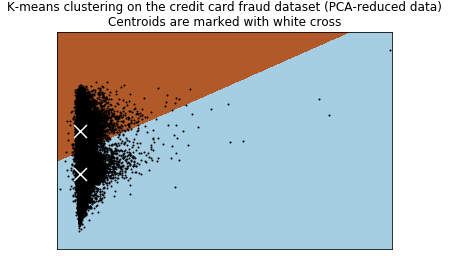 K-means clustering on the credit card fraud dataset (PCA-reduced data)
Centroids are marked with white cross